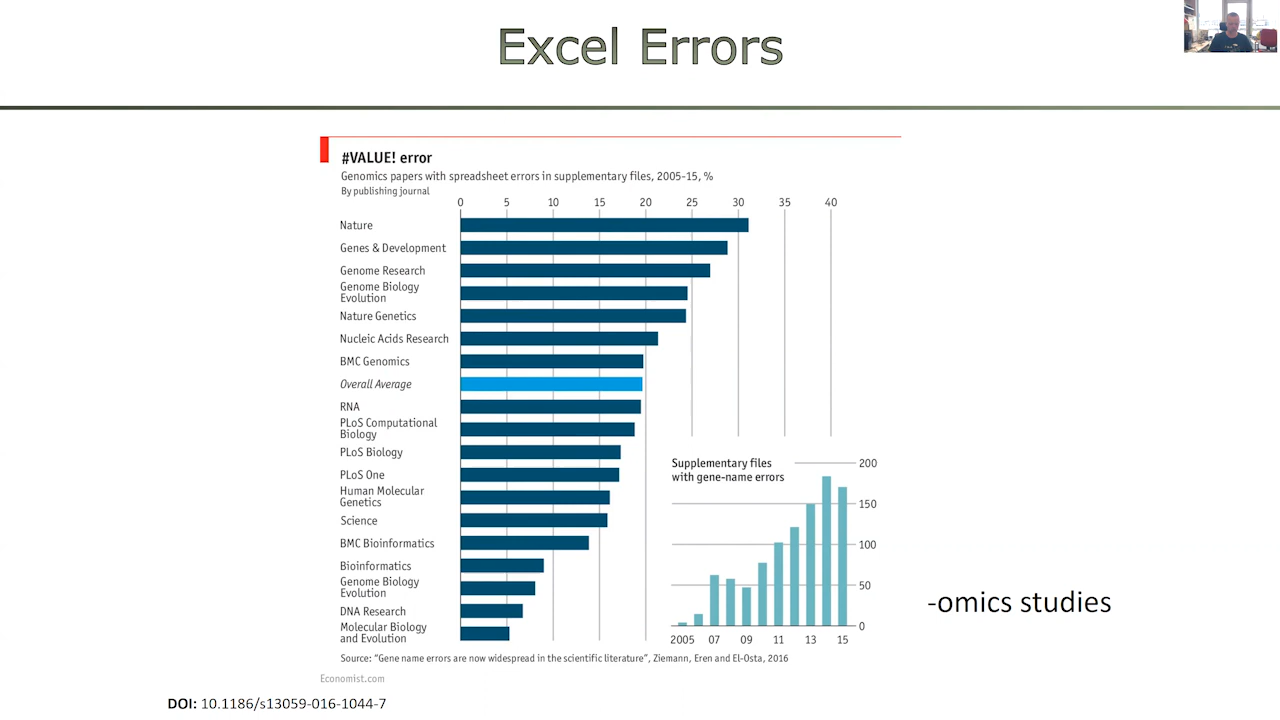 Excel Errors
#VALUE! error
Genomics papers with spreadsheet errors in supplementary files, 2005-15, %
By publishing journal
0 5 10 15 20 25 30 35 40
Nature
Genes & Development
Genome Research
Genome Biology
Evolution
Nature Genetics
Nucleic Acids Research
BMC Genomics
Overall Average
RNA
PLoS Computational
Biology
PLoS Biology
PLoS One
Human Molecular
Genetics
Science
BMC Bioinformatics
Bioinformatics
Genome Biology
Evolution
DNA Research
Molecular Biology
and Evolution
Supplementary files
with gene-name errors
200
150
100
50
0
2005 07 09 11 13 15
-omics studies
Source: “Gene name errors are now widespread in the scientific literature”, Ziemann, Eren and El-Osta, 2016
Economist.com
DOI: 10.1186/s13059-016-1044-7